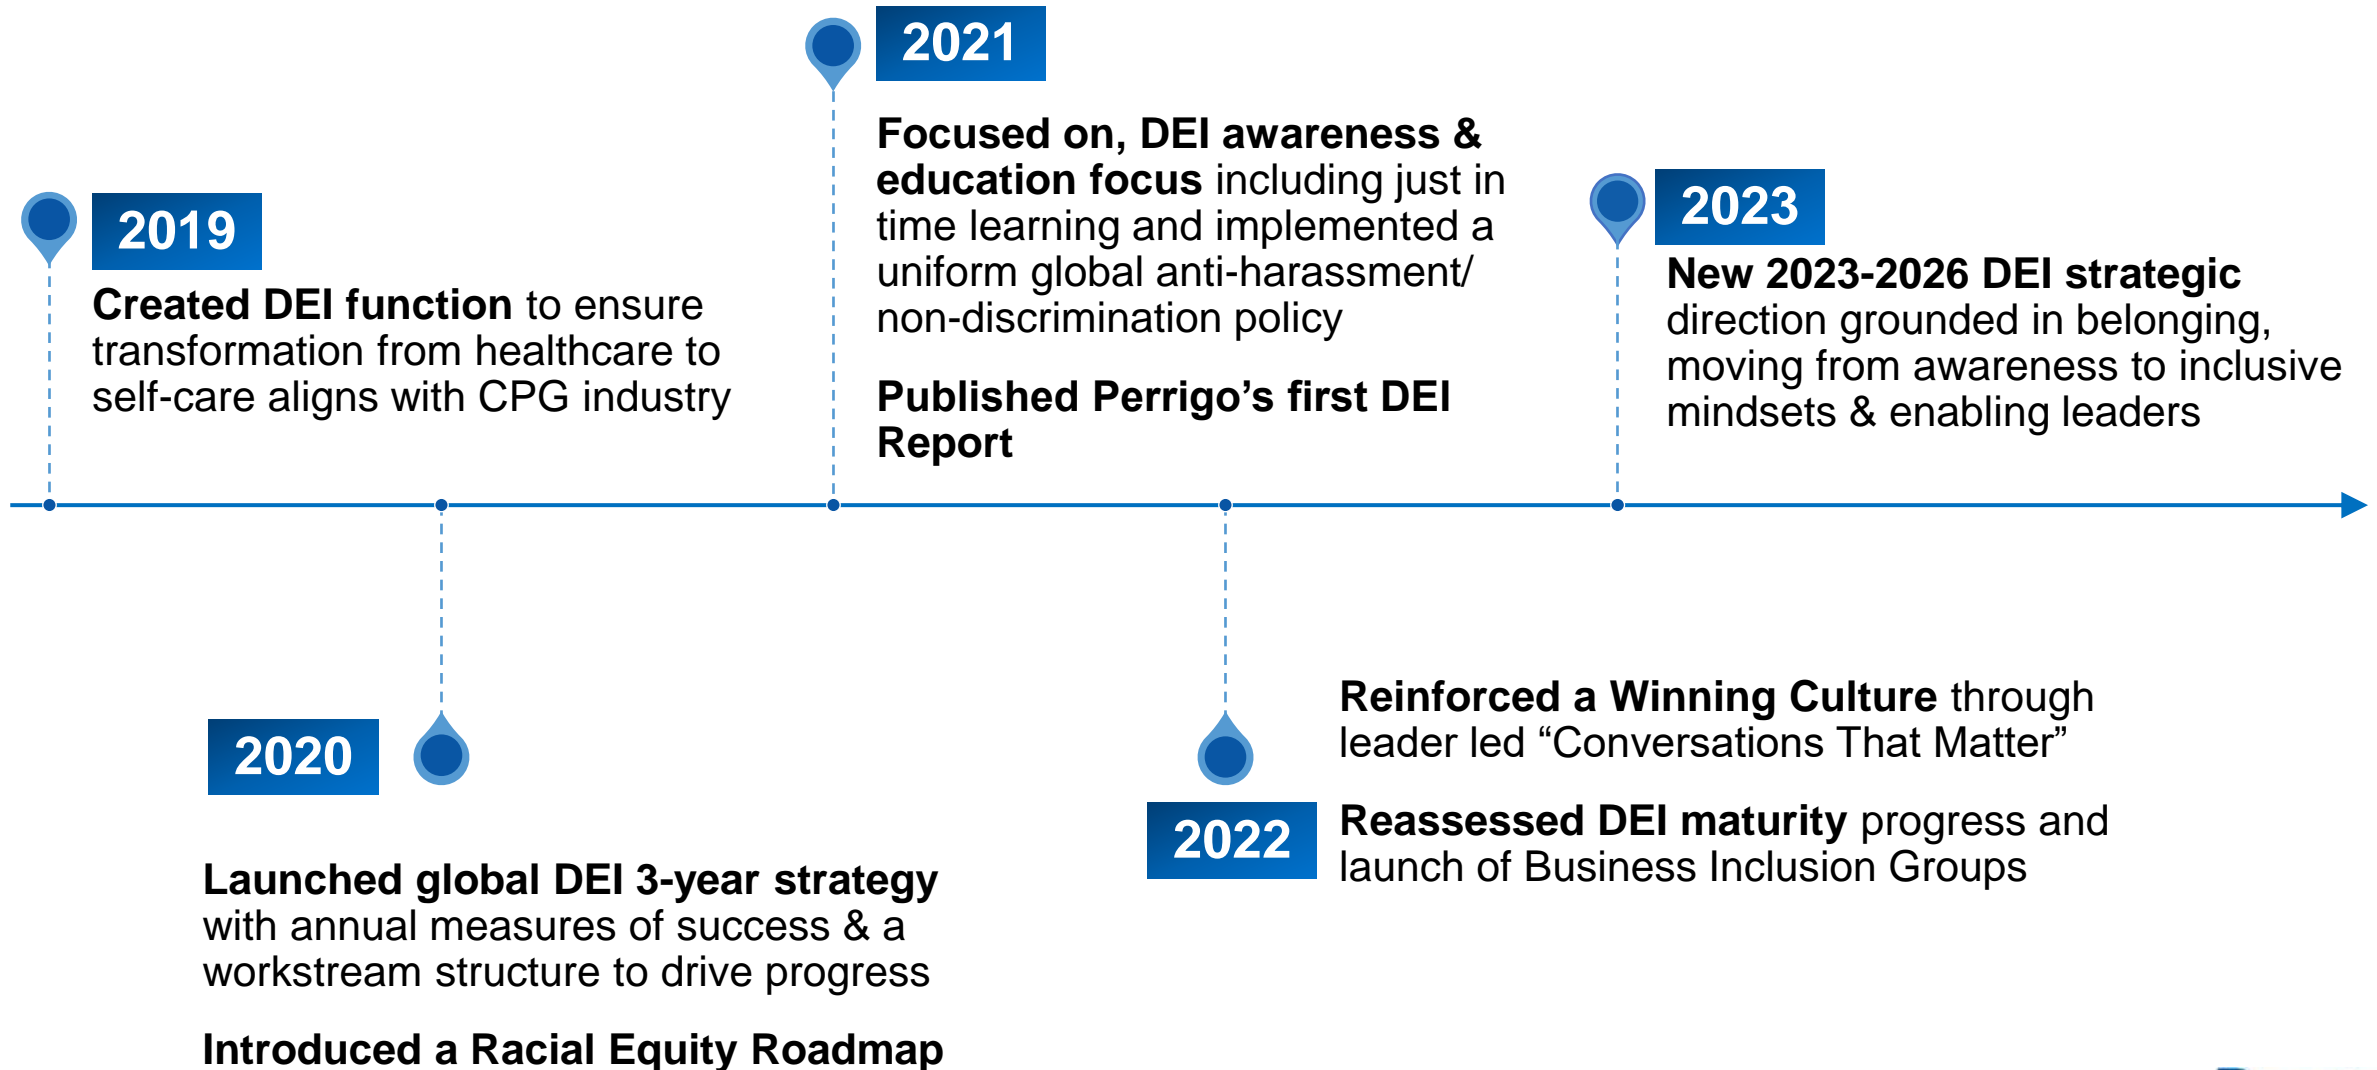 2019
Created DEI function to ensure
transformation from healthcare to
self-care aligns with CPG industry
2020
Launched global DEI 3-year strategy
with annual measures of success & a
workstream structure to drive progress
Introduced a Racial Equity Roadmap
2021
Focused on, DEI awareness &
education focus including just in
time learning and implemented a
uniform global anti-harassment/
non-discrimination policy
Published Perrigo’s first DEI
Report
2022
Reinforced a Winning Culture through
leader led “Conversations That Matter”
Reassessed DEI maturity progress and
launch of Business Inclusion Groups
2023
New 2023-2026 DEI strategic
direction grounded in belonging,
moving from awareness to inclusive
mindsets & enabling leaders